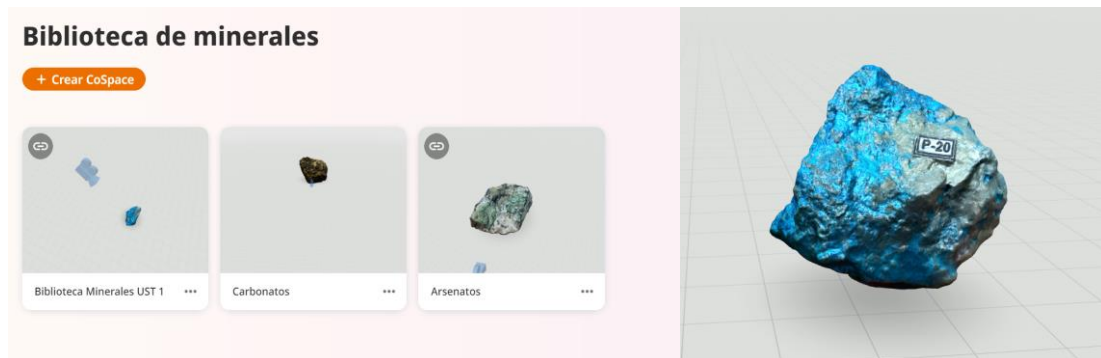 Biblioteca de minerales
+ Crear CoSpace
Biblioteca Minerales UST 1
Carbonatos
Arsenatos
P-20